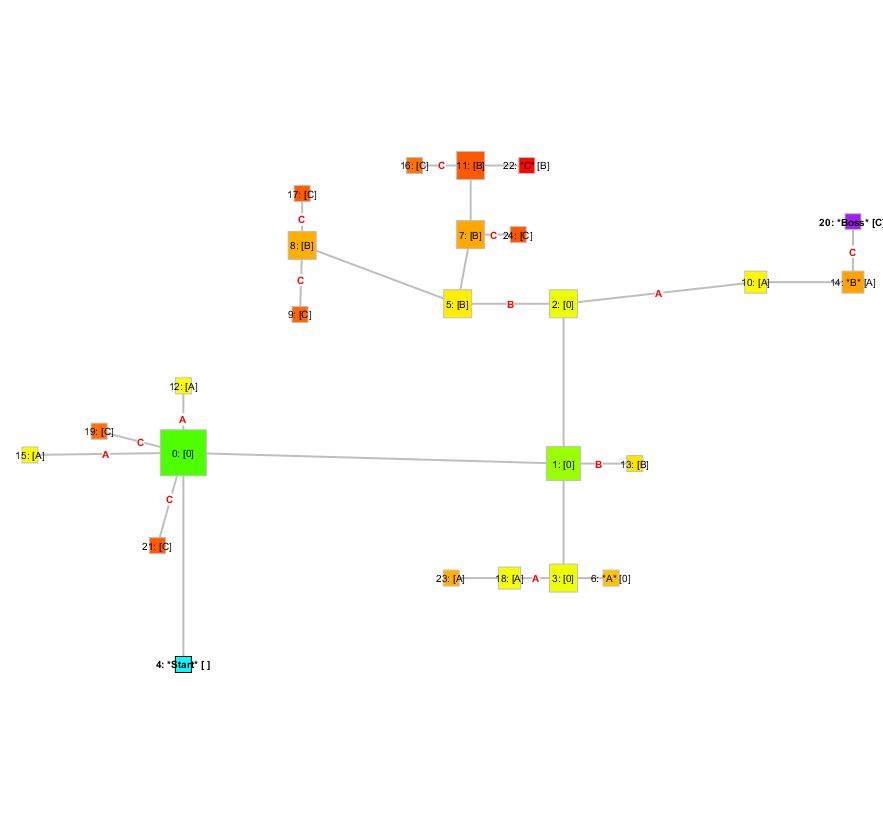 16: [C]
C
11: [B]
22: *C* [B]
17: [C]
C
8: [B]
7: [B]
C
24: [C]
20: *Boss* [C]
C
C
9: [C]
5: [B]
B
2: [0]
A
10: [A]
14: *B* [A]
12: [A]
A
19: [C]
C
15: [A]
A
0: [0]
1: [0]
B
13: [B]
C
21: [C]
23: [A]
18: [A]
A
3: [0]
6: *A* [0]
4: *Start* [ ]